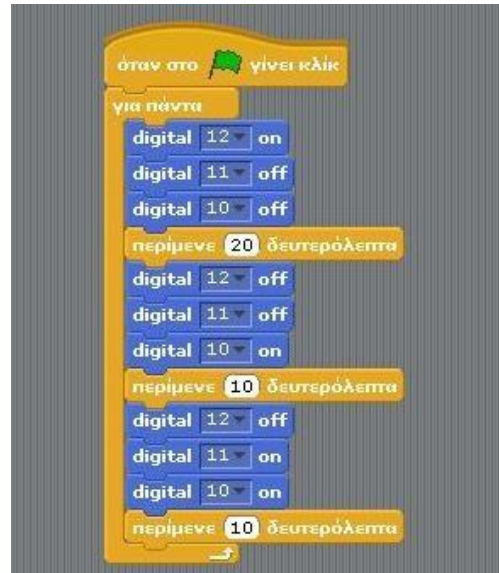 όταν στο γίνει κλίκ
για πάντα
digital 12 on
digital 11 off
digital 10 off
περίμενε 20 δευτερόλεπτα
digital 12 off
digital 11 off
digital 10 on
περίμενε 10 δευτερόλεπτα
digital 12 off
digital 11 on
digital 10 on
περίμενε 10 δευτερόλεπτα